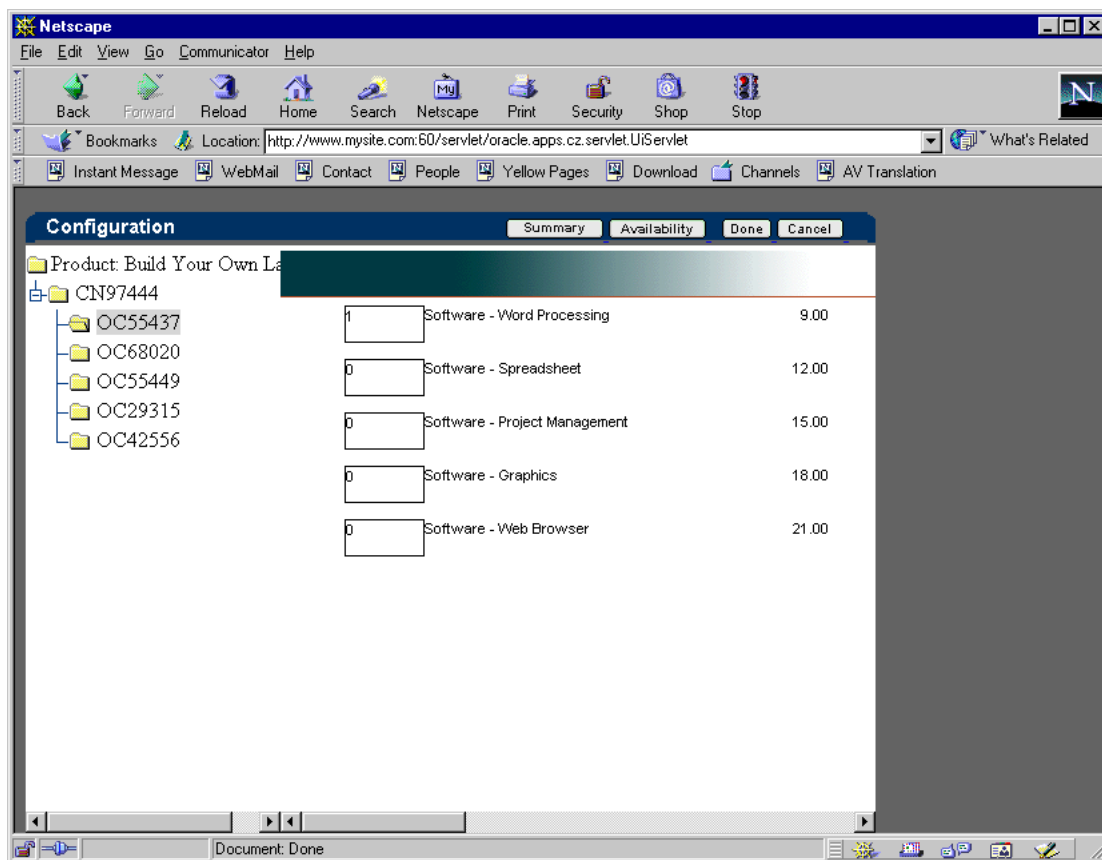 Netscape
File Edit View Go Communicator Help
Back Forward Reload Home Search Netscape Print Security Shop Stop
Bookmarks Location: http://www.mysite.com:60/servlet/oracle.apps.cz.servlet.UiServlet What's Related
Instant Message WebMail Contact People Yellow Pages Download Channels AV Translation
Configuration Summary Availability Done Cancel
Product: Build Your Own La
CN97444
OC55437
OC68020
OC55449
OC29315
OC42556
1 Software - Word Processing 9.00
0 Software - Spreadsheet 12.00
0 Software - Project Management 15.00
0 Software - Graphics 18.00
0 Software - Web Browser 21.00
Document: Done